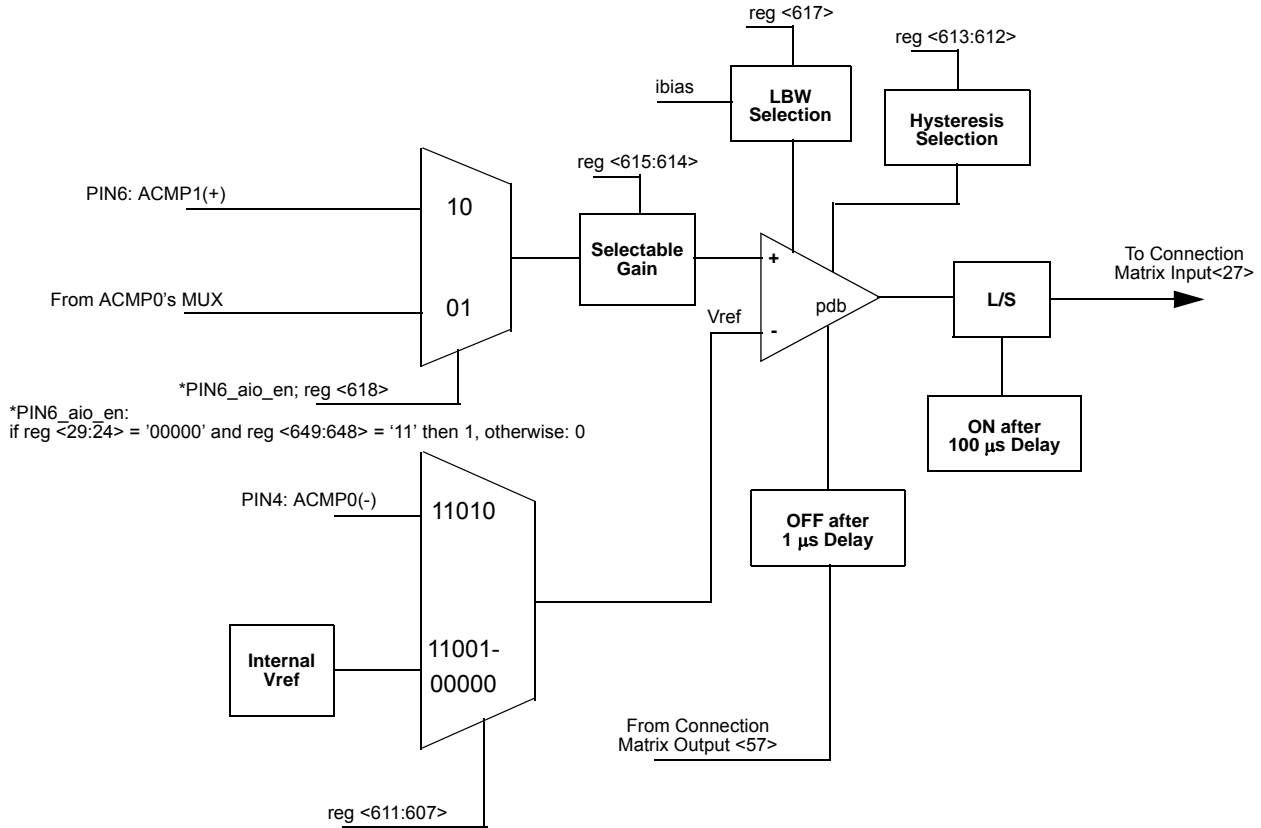 reg <617>
reg <613:612>
ibias
LBW
Selection
Hysteresis
Selection
reg <615:614>
PIN6: ACMP1(+)
10
Selectable
Gain
+
To Connection
Matrix Input<27>
From ACMP0's MUX
01
Vref
pdb
-
L/S
*PIN6_aio_en; reg <618>
*PIN6_aio_en:
if reg <29:24> = '00000' and reg <649:648> = '11' then 1, otherwise: 0
ON after
100 μs Delay
PIN4: ACMP0(-)
11010
OFF after
1 μs Delay
Internal
Vref
11001-
00000
From Connection
Matrix Output <57>
reg <611:607>